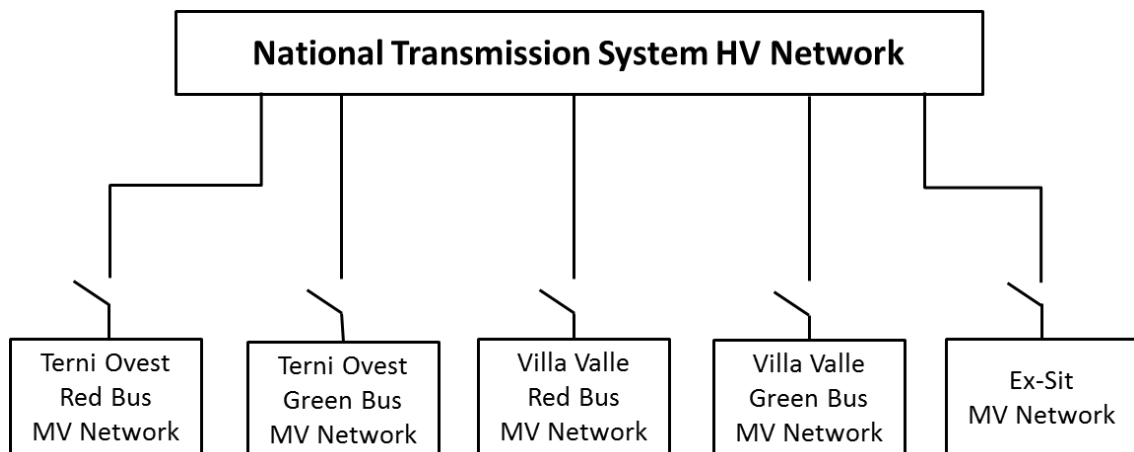 National Transmission System HV Network
Terni Ovest
Red Bus
MV Network
Terni Ovest
Green Bus
MV Network
Villa Valle
Red Bus
MV Network
Villa Valle
Green Bus
MV Network
Ex-Sit
MV Network